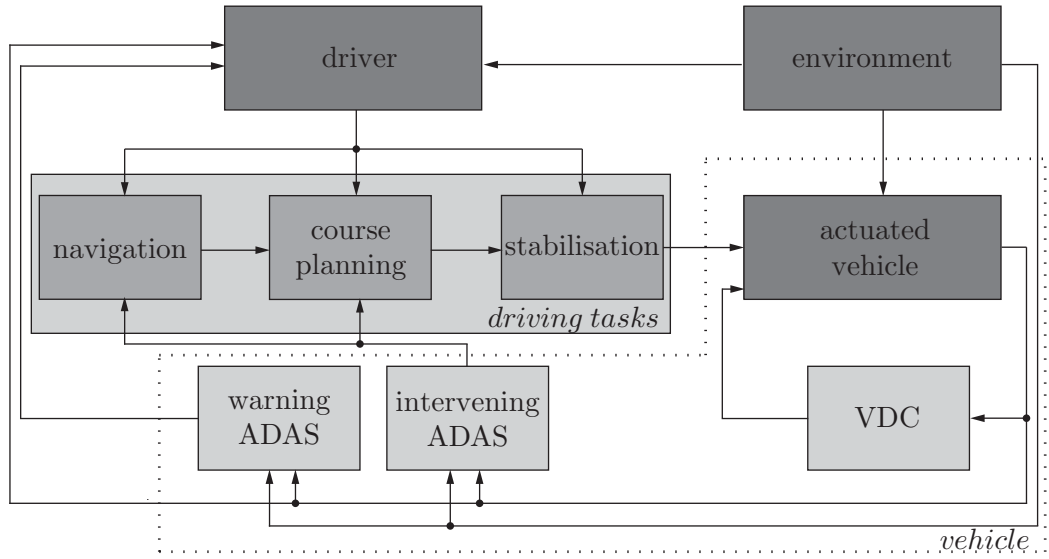 driver
environment
navigation
course
planning
stabilisation
actuated
vehicle
driving tasks
warning
ADAS
intervening
ADAS
VDC
vehicle